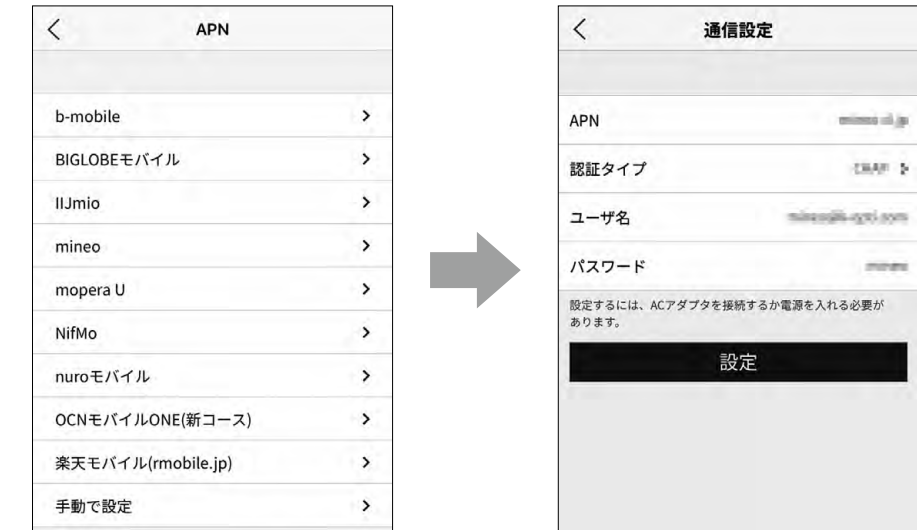 APN
b-mobile
BIGLOBEモバイル
IIJmio
mineo
mopera U
NifMo
nuroモバイル
OCNモバイルONE(新コース)
楽天モバイル(rmobile.jp)
手動で設定
通信設定
APN
認証タイプ
ユーザ名
パスワード
設定するには、ACアダプタを接続するか電源を入れる必要が
あります。
設定